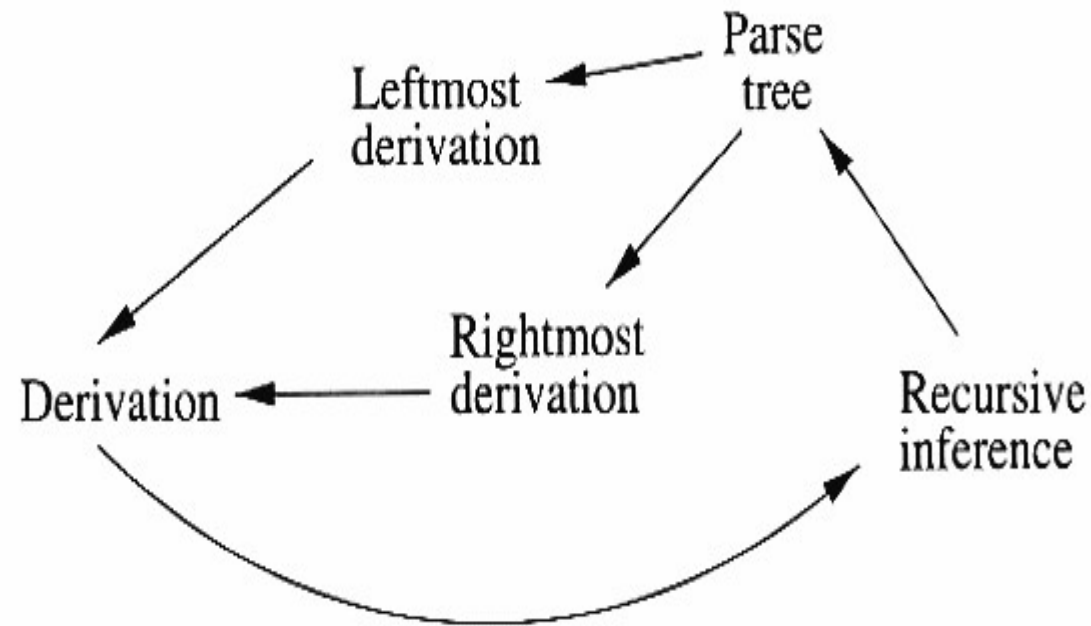 Parse
tree
Leftmost
derivation
Rightmost
derivation
Derivation
Recursive
inference